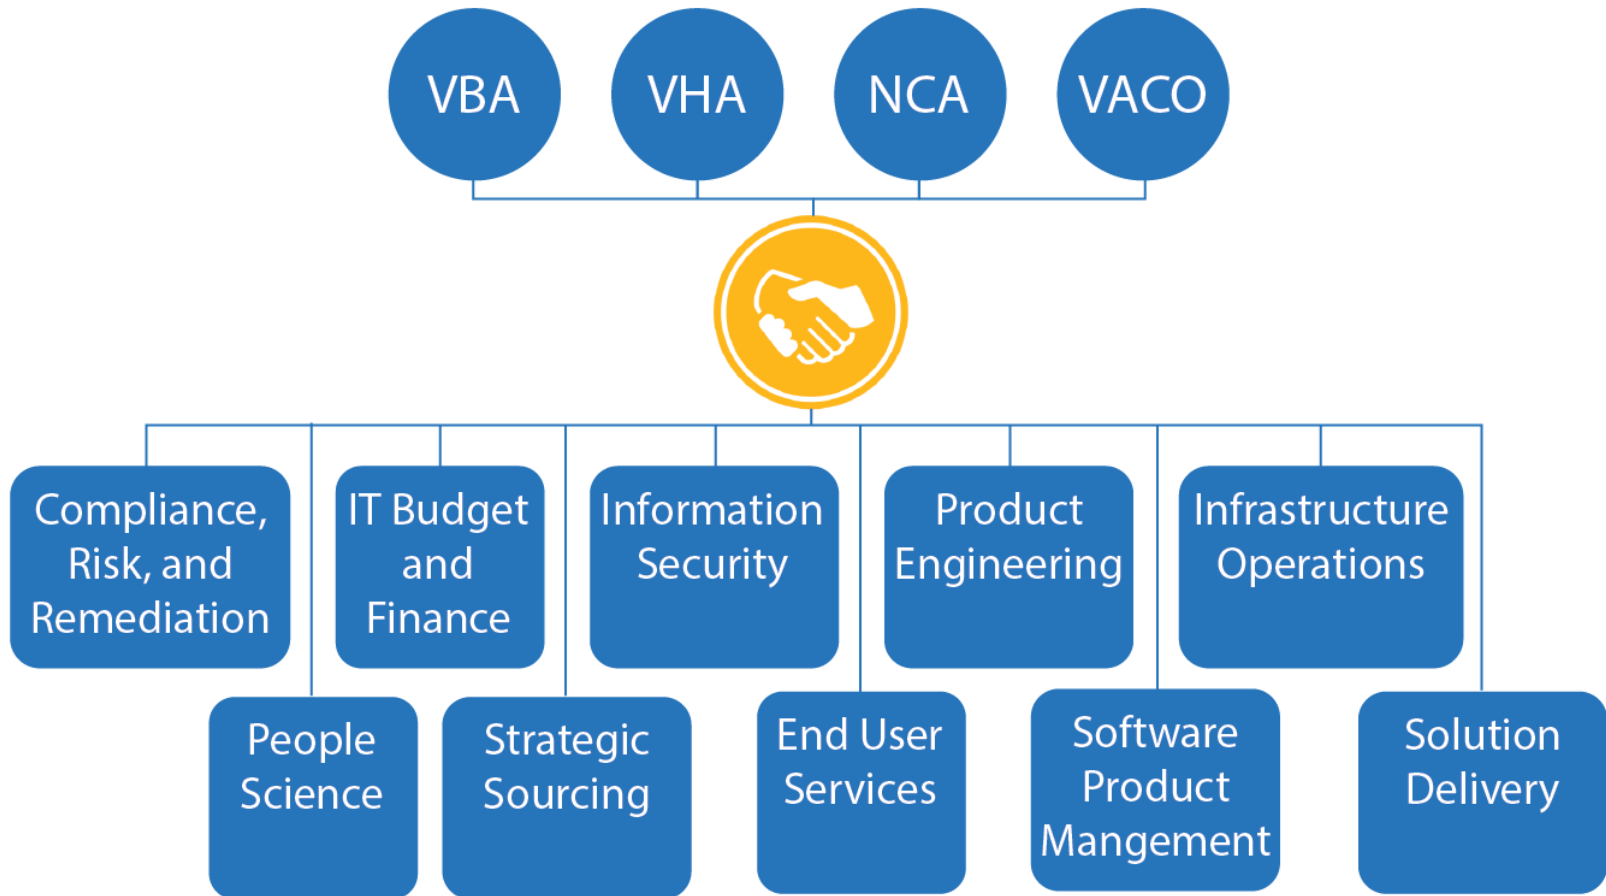 VBA
VHA
NCA
VACO
Compliance,
Risk, and
Remediation
IT Budget
and
Finance
Information
Security
Product
Engineering
Infrastructure
Operations
People
Science
Strategic
Sourcing
End User
Services
Software
Product
Mangement
Solution
Delivery